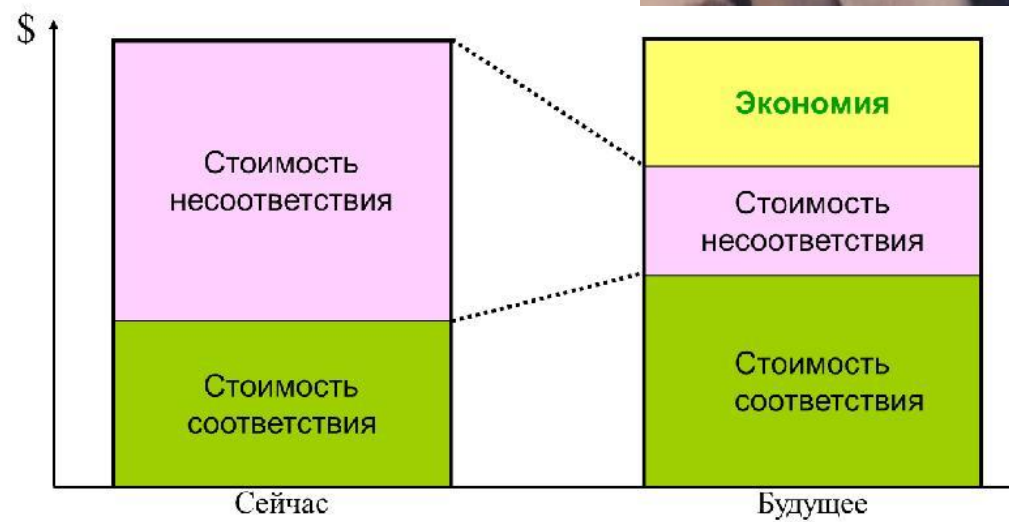 $
Стоимость
несоответствия
Стоимость
соответствия
Экономия
Стоимость
несоответствия
Стоимость
соответствия
Сейчас
Будущее